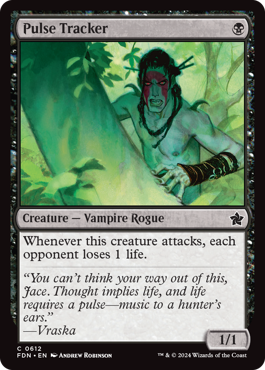 Pulse Tracker
Creature — Vampire Rogue
Whenever this creature attacks, each
opponent loses 1 life.
“You can’t think your way out of this,
Jace. Thought implies life, and life
requires a pulse—music to a hunter’s
ears.”
—Vraska
1/1
C 0612
FDN • EN ANDREW ROBINSON
™ & © 2024 Wizards of the Coast